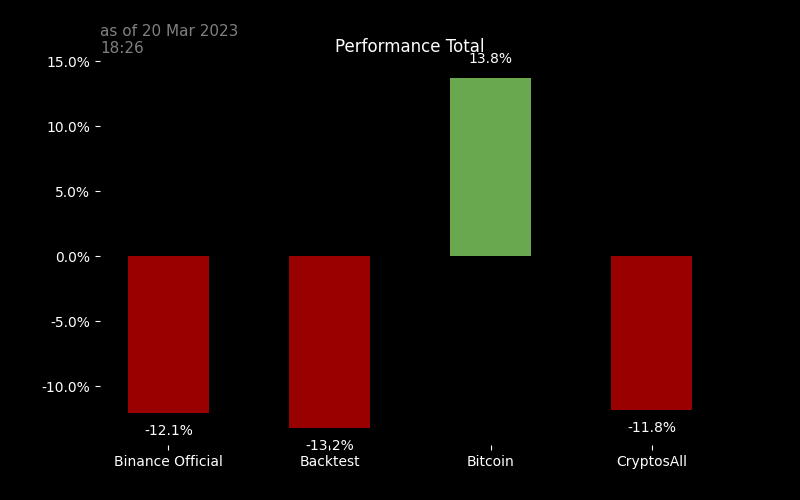 as of 20 Mar 2023
18:26
Performance Total
15.0%
13.8%
10.0%
5.0%
0.0%
-5.0%
-10.0%
-12.1%
-13.2%
-11.8%
Binance Official
Backtest
Bitcoin
CryptosAll